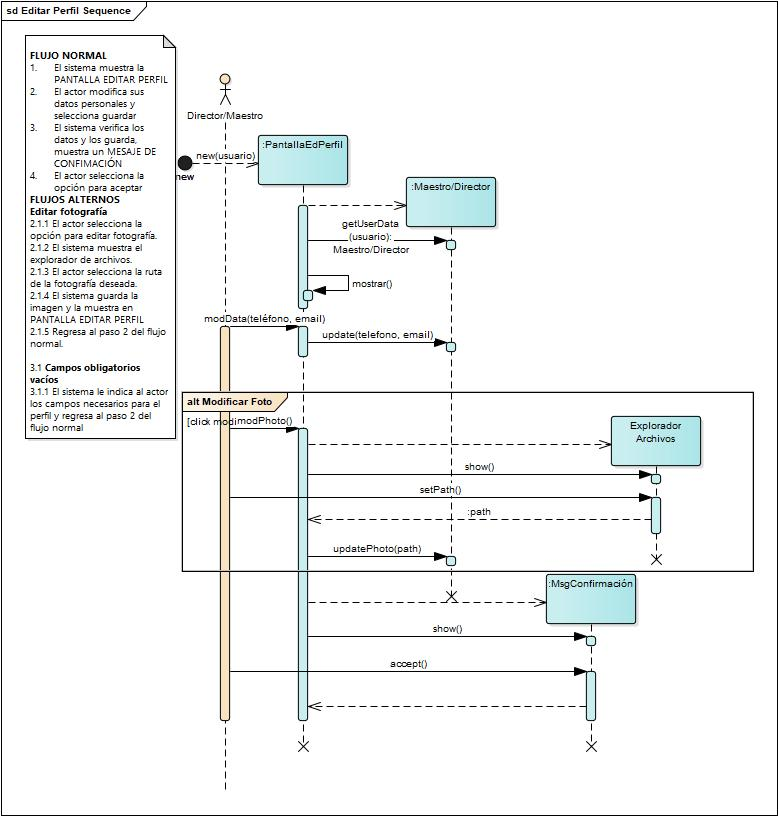 sd Editar Perfil Sequence
FLUJO NORMAL
1. El sistema muestra la
PANTALLA EDITAR PERFIL
2. El actor modifica sus
datos personales y
selecciona guardar
3. El sistema verifica los
datos y los guarda,
muestra un MESAJE DE
CONFIMACIÓN
4. El actor selecciona la
opción para aceptar
FLUJOS ALTERNOS
Editar fotografía
2.1.1 El actor selecciona la
opción para editar fotografía.
2.1.2 El sistema muestra el
explorador de archivos.
2.1.3 El actor selecciona la ruta
de la fotografía deseada.
2.1.4 El sistema guarda la
imagen y la muestra en
PANTALLA EDITAR PERFIL
2.1.5 Regresa al paso 2 del flujo
normal.
3.1 Campos obligatorios
vacíos
3.1.1 El sistema le indica al actor
los campos necesarios para el
perfil y regresa al paso 2 del
flujo normal
Director/Maestro
new
new(usuario)
:PantallaEdPerfil
:Maestro/Director
getUserData
(usuario):
Maestro/Director
mostrar()
modData(teléfono, email)
update(telefono, email)
alt Modificar Foto
[click modi
modPhoto()
Explorador
Archivos
show()
setPath()
:path
updatePhoto(path)
:MsgConfirmación
show()
accept()